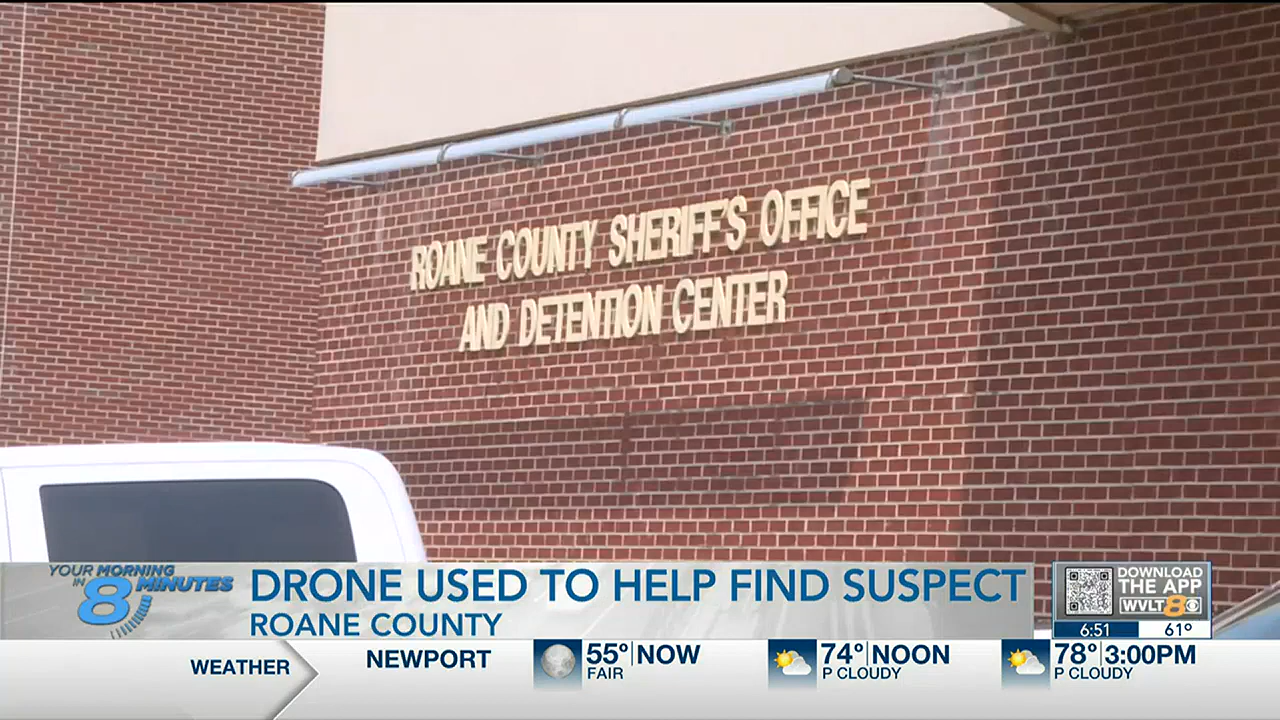 ROANE COUNTY SHERIFF'S OFFICE
AND DETENTION CENTER
YOUR MORNING
IN
8 MINUTES
DRONE USED TO HELP FIND SUSPECT
ROANE COUNTY
DOWNLOAD
THE APP
WVLT8
6:51 61°
WEATHER
NEWPORT
55° NOW
FAIR
74° NOON
P CLOUDY
78° 3:00PM
P CLOUDY